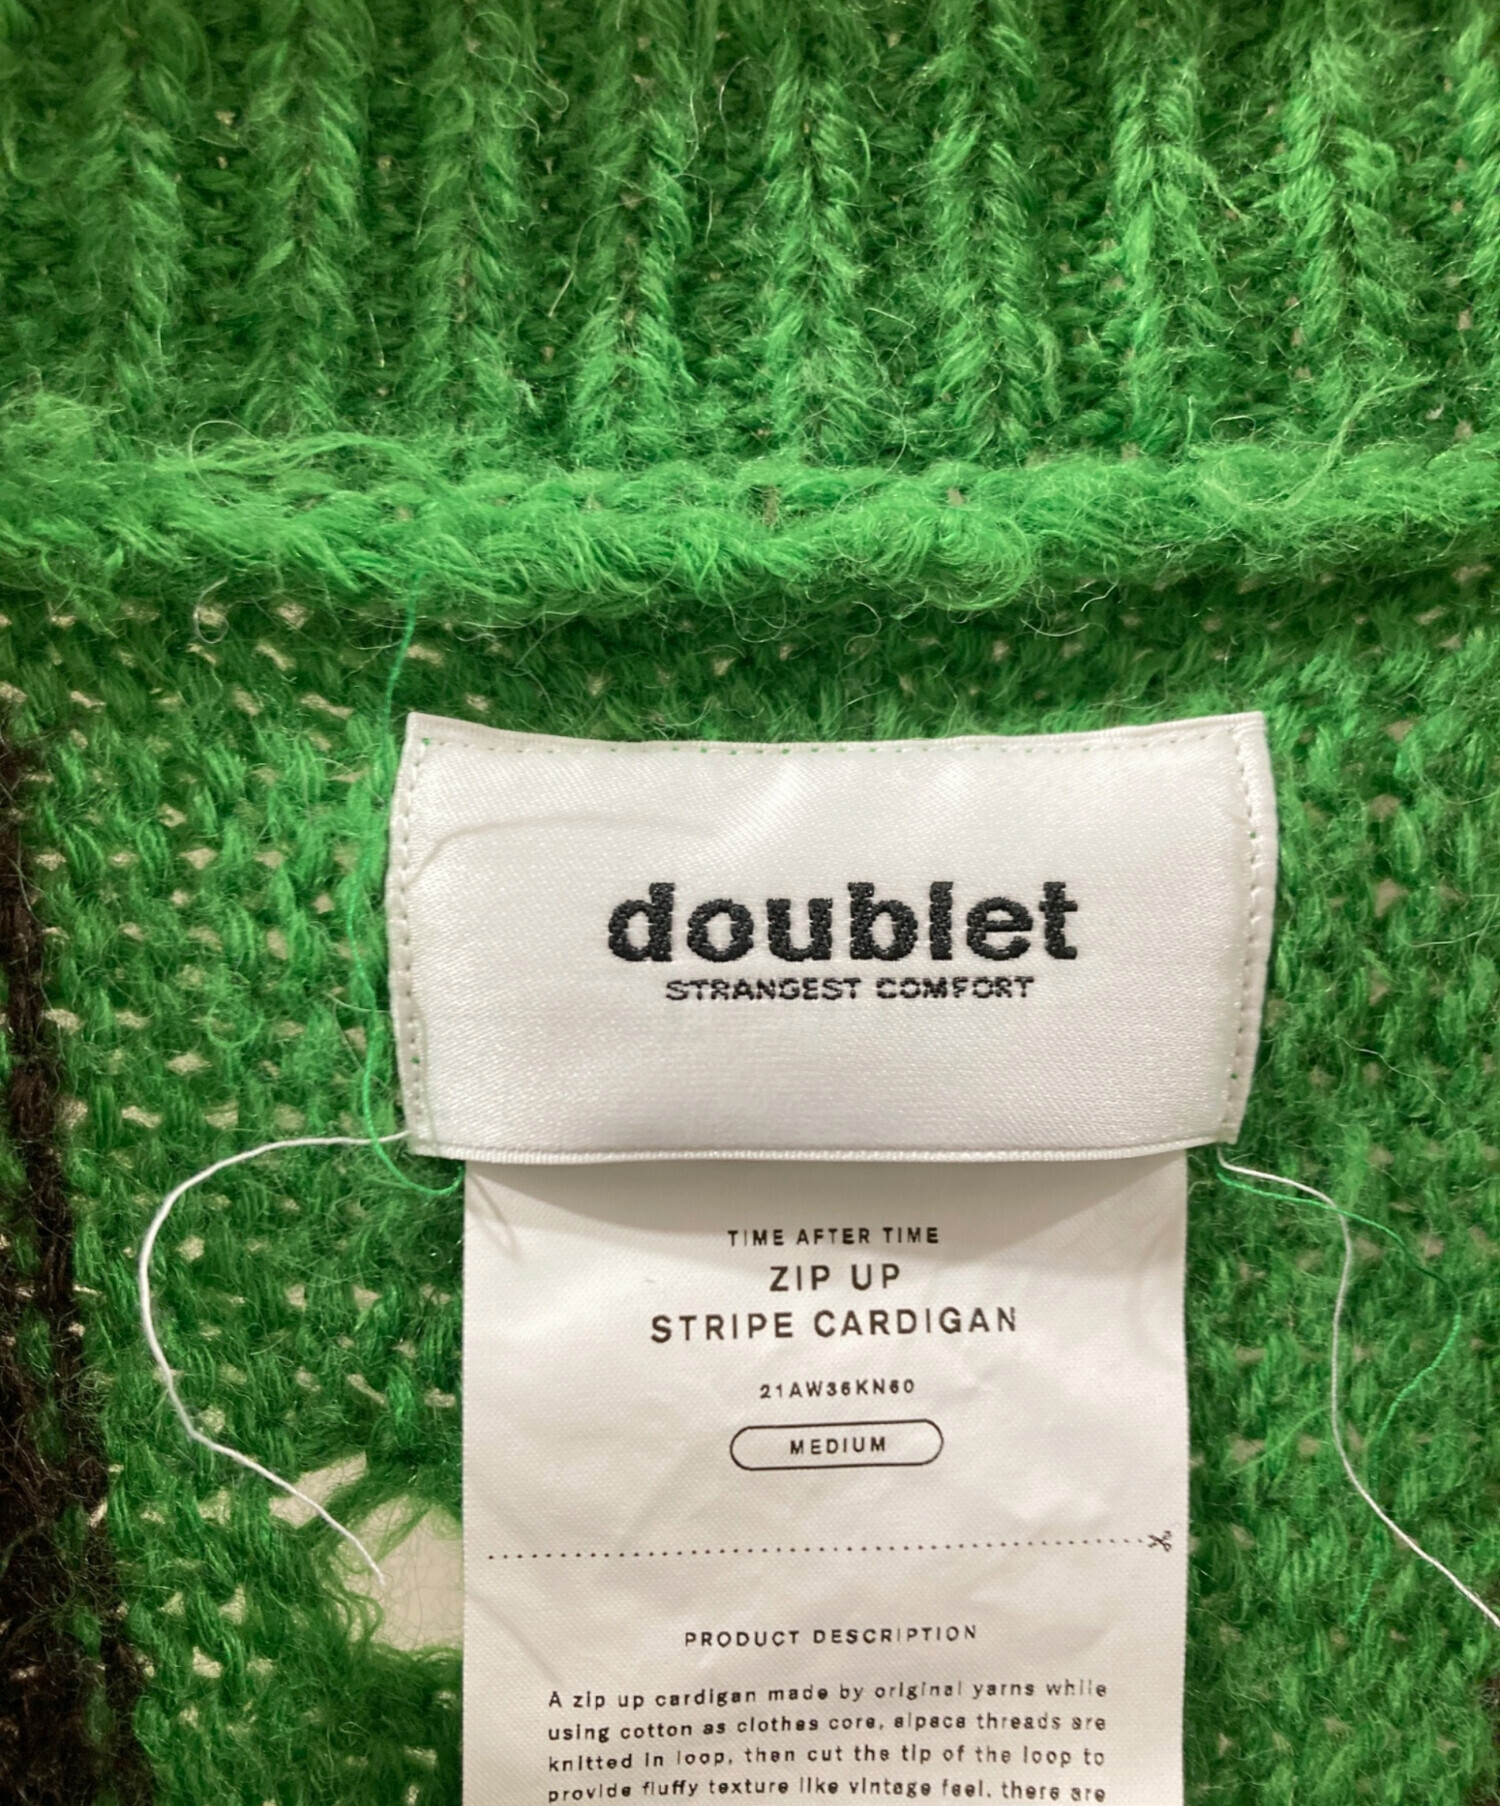 doublet
STRANGEST COMFORT
TIME AFTER TIME
ZIP UP
STRIPE CARDIGAN
21AW36KN60
MEDIUM
PRODUCT DESCRIPTION
A zip up cardigan made by original yarns while
using cotton as clothes core, alpaca threads are
knitted in loop, then cut the tip of the loop to
provide fluffy texture like vintage feel. there are